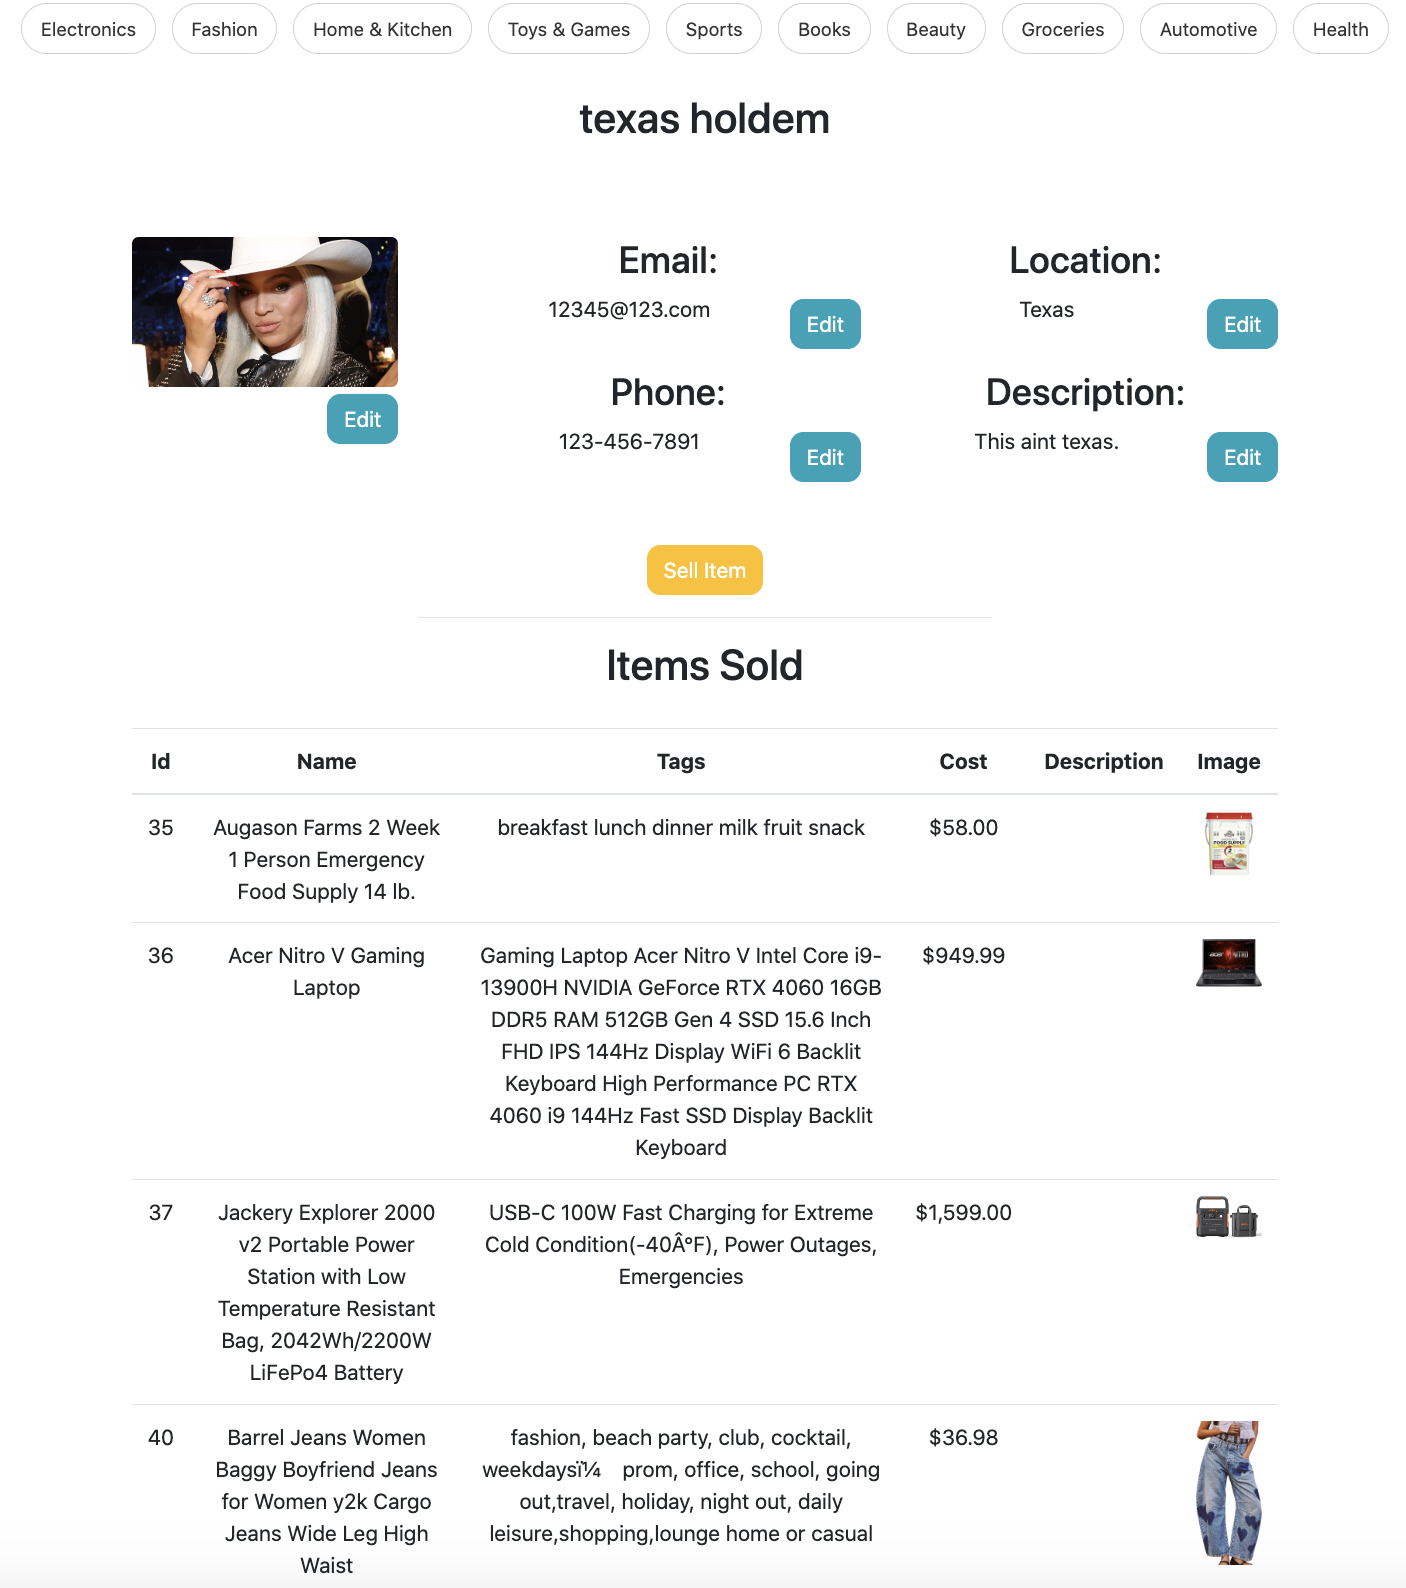 Electronics
Fashion
Home & Kitchen
Toys & Games
Sports
Books
Beauty
Groceries
Automotive
Health
texas holdem
Email:
12345@123.com
Edit
Location:
Texas
Edit
Edit
Phone:
123-456-7891
Edit
Description:
This aint texas.
Edit
Sell Item
Items Sold
Id Name Tags Cost Description Image
35
Augason Farms 2 Week
1 Person Emergency
Food Supply 14 lb.
breakfast lunch dinner milk fruit snack
$58.00
FOOD SUPPLY
2
36
Acer Nitro V Gaming
Laptop
Gaming Laptop Acer Nitro V Intel Core i9-
13900H NVIDIA GeForce RTX 4060 16GB
DDR5 RAM 512GB Gen 4 SSD 15.6 Inch
FHD IPS 144Hz Display WiFi 6 Backlit
Keyboard High Performance PC RTX
4060 i9 144Hz Fast SSD Display Backlit
Keyboard
$949.99
acer NITRO
37
Jackery Explorer 2000
v2 Portable Power
Station with Low
Temperature Resistant
Bag, 2042Wh/2200W
LiFePo4 Battery
USB-C 100W Fast Charging for Extreme
Cold Condition(-40Â°F), Power Outages,
Emergencies
$1,599.00
40
Barrel Jeans Women
Baggy Boyfriend Jeans
for Women y2k Cargo
Jeans Wide Leg High
Waist
fashion, beach party, club, cocktail,
weekdaysï¼ prom, office, school, going
out,travel, holiday, night out, daily
leisure,shopping,lounge home or casual
$36.98